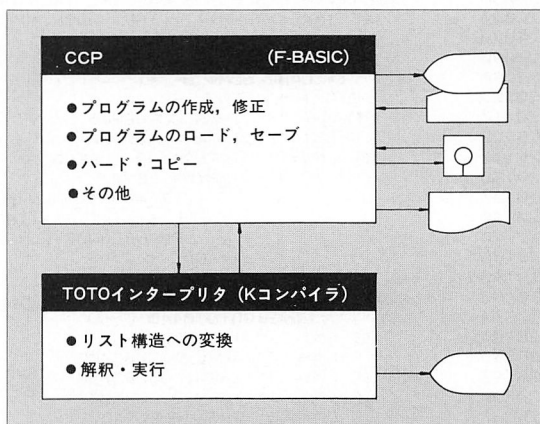 CCP (F-BASIC)
●プログラムの作成，修正
●プログラムのロード，セーブ
●ハード・コピー
●その他
TOTOインタープリタ (Kコンパイラ)
●リスト構造への変換
●解釈・実行